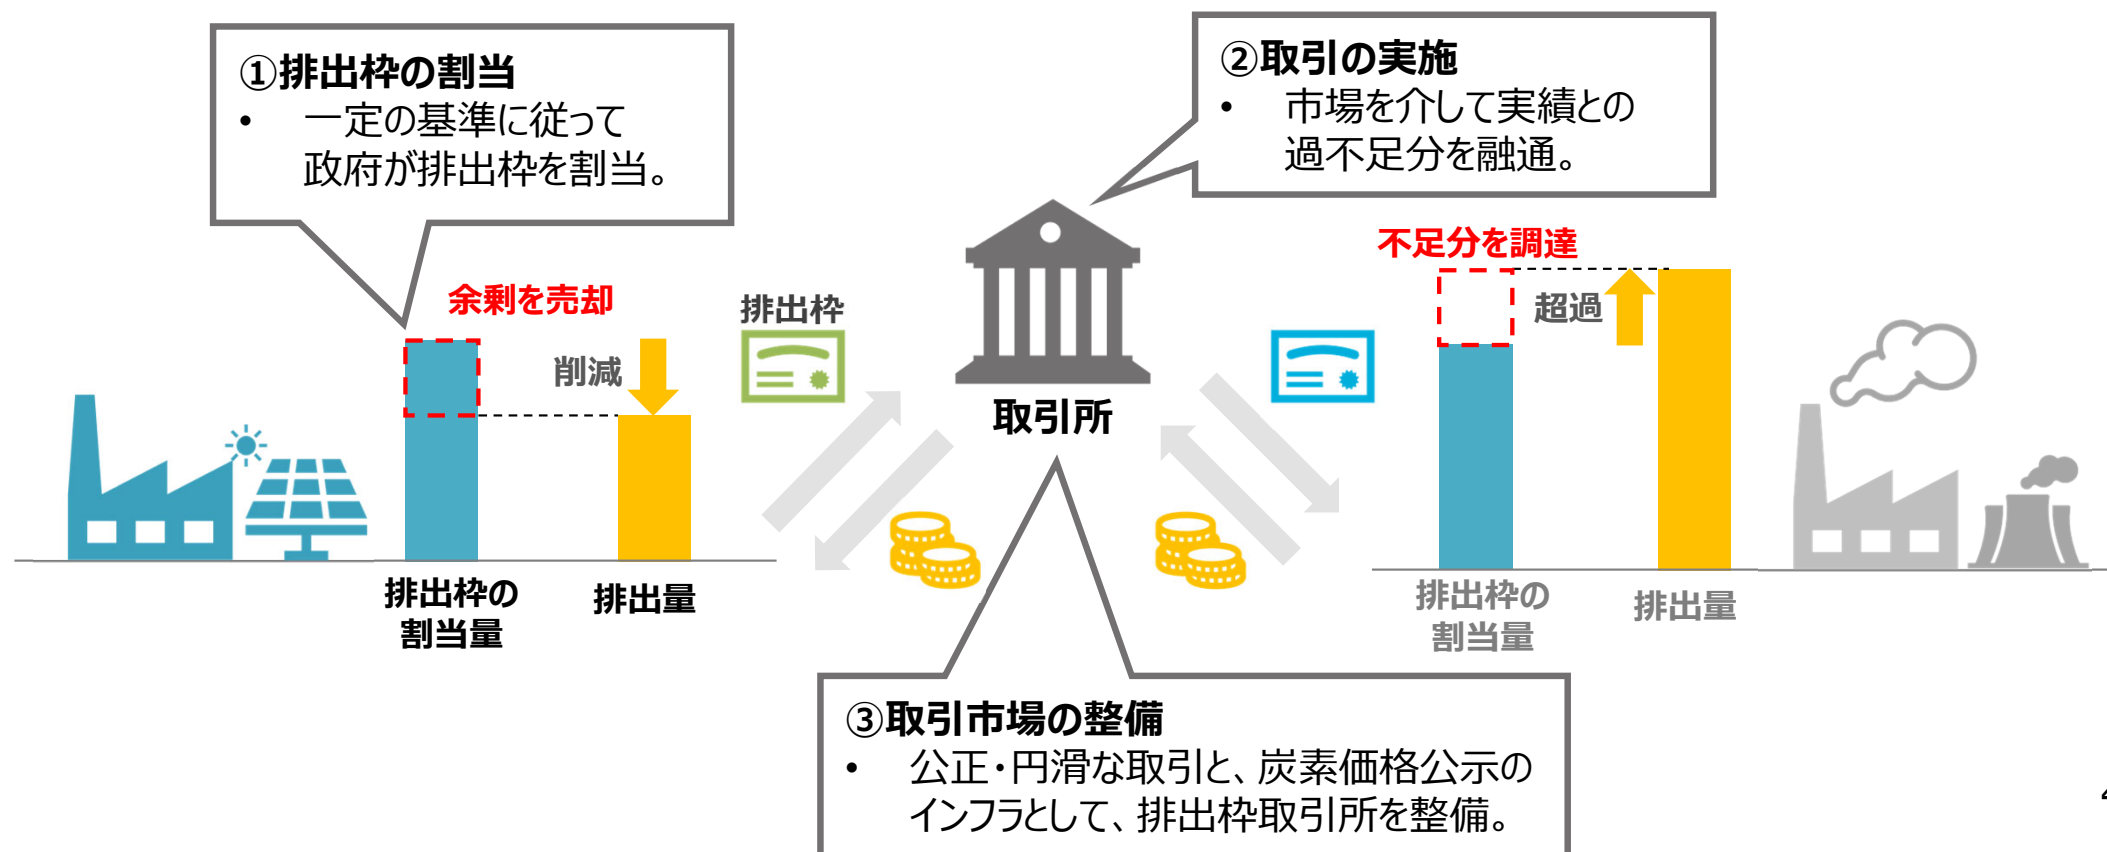 ①排出枠の割当
• 一定の基準に従って
政府が排出枠を割当。
②取引の実施
• 市場を介して実績との
過不足分を融通。
余剰を売却
削減
排出枠
取引所
不足分を調達
超過
排出枠の
割当量
排出量
排出枠の
割当量
排出量
③取引市場の整備
• 公正・円滑な取引と、炭素価格公示の
インフラとして、排出枠取引所を整備。